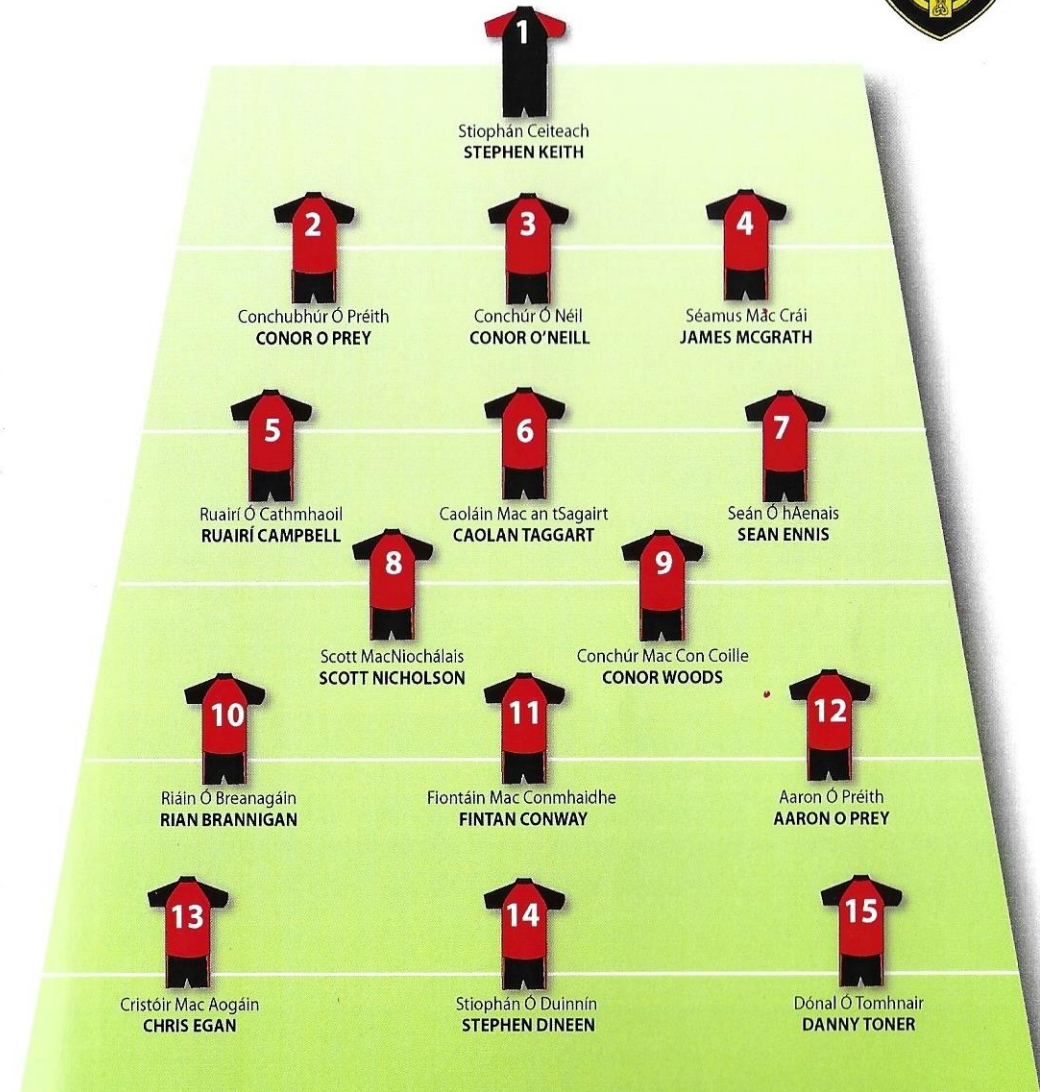 1
Stiophán Ceiteach
STEPHEN KEITH
2
3
4
Conchubhúr Ó Préith
CONOR O PREY
Conchúr Ó Néil
CONOR O'NEILL
Séamus Mac Crái
JAMES MCGRATH
5
6
7
Ruairí Ó Cathmhaoil
RUAIRÍ CAMPBELL
Caoláin Mac an tSagairt
CAOLAN TAGGART
Seán Ó hAenais
SEAN ENNIS
8
9
Scott MacNiochálais
SCOTT NICHOLSON
Conchúr Mac Con Coille
CONOR WOODS
10
11
12
Riáin Ó Breanagáin
RIAN BRANNIGAN
Fiontáin Mac Conmhaidhe
FINTAN CONWAY
Aaron Ó Préith
AARON O PREY
13
14
15
Cristóir Mac Aogáin
CHRIS EGAN
Stiophán Ó Duinnín
STEPHEN DINEEN
Dónal Ó Tomhnair
DANNY TONER